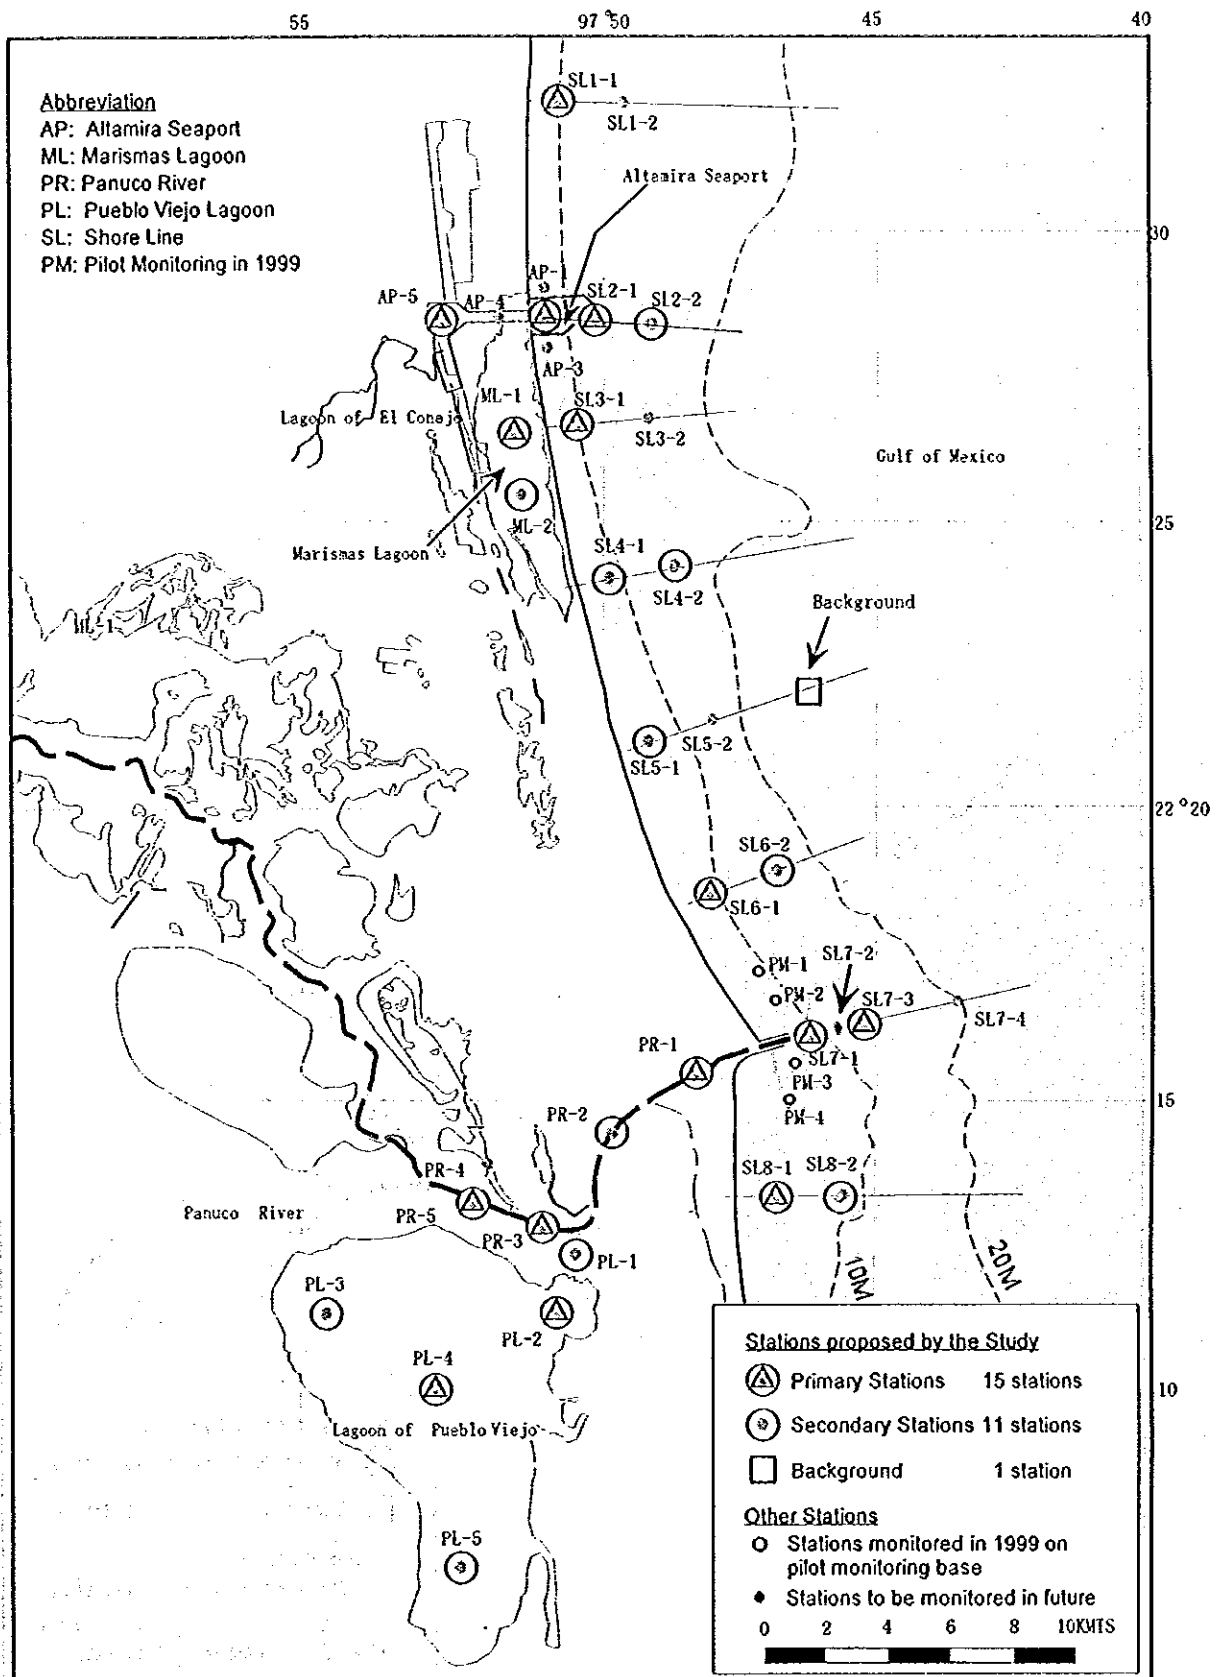 55
97°50
45
40
Abbreviation
AP: Altamira Seaport
ML: Marismas Lagoon
PR: Panuco River
PL: Pueblo Viejo Lagoon
SL: Shore Line
PM: Pilot Monitoring in 1999
SL1-1
SL1-2
Altamira Seaport
30
AP-1
AP-5
AP-4
SL2-1
SL2-2
AP-3
ML-1
SL3-1
Lagoon of El Conejo
SL3-2
Gulf of Mexico
ML-2
25
Marismas Lagoon
SL4-1
SL4-2
Background
ML-1
SL5-2
SL5-1
22°20
SL6-2
SL6-1
PM-1
SL7-2
PM-2
SL7-3
SL7-4
PR-1
SL7-1
PM-3
PM-4
15
PR-2
PR-4
SL8-1
SL8-2
Panuco River
PR-5
PR-3
PL-1
10M
20M
PL-3
PL-2
PL-4
Lagoon of Pueblo Viejo
10
PL-5
Stations proposed by the Study
Primary Stations 15 stations
Secondary Stations 11 stations
Background 1 station
Other Stations
Stations monitored in 1999 on
pilot monitoring base
Stations to be monitored in future
0 2 4 6 8 10KMTS